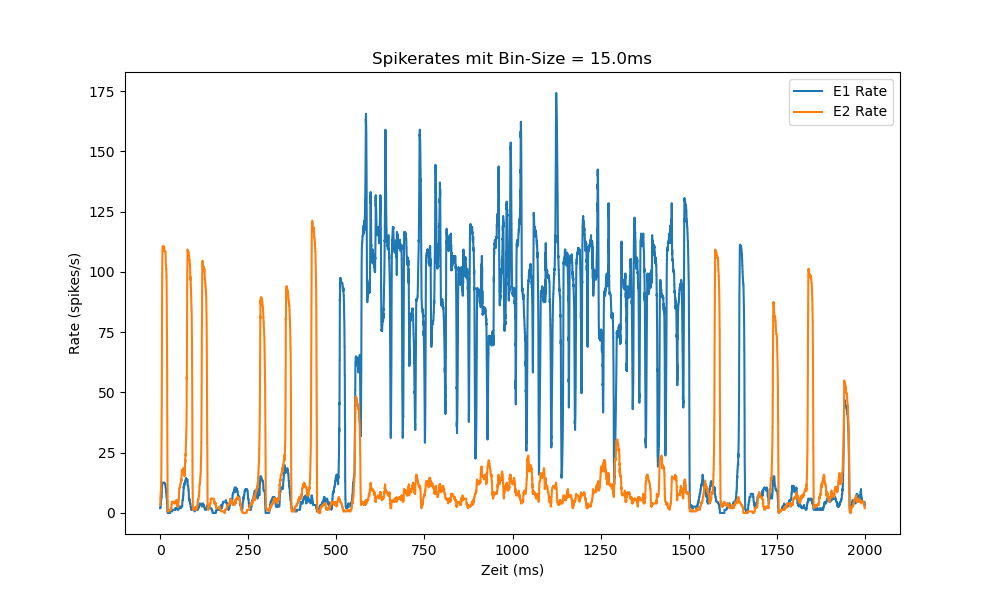 Spikerates mit Bin-Size = 15.0ms
E1 Rate
E2 Rate
Rate (spikes/s)
175
150
125
100
75
50
25
0
0 250 500 750 1000 1250 1500 1750 2000
Zeit (ms)